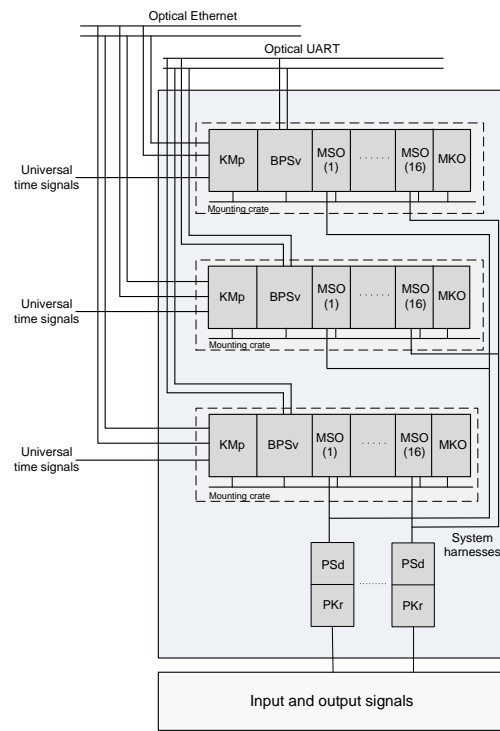 Optical Ethernet
Optical UART
KMp
BPSv
MSO
(1)
MSO
(16)
MKO
Universal
time signals
Mounting crate
KMp
BPSv
MSO
(1)
MSO
(16)
MKO
Universal
time signals
Mounting crate
KMp
BPSv
MSO
(1)
MSO
(16)
MKO
Universal
time signals
Mounting crate
System
harnesses
PSd
PKr
PSd
PKr
Input and output signals